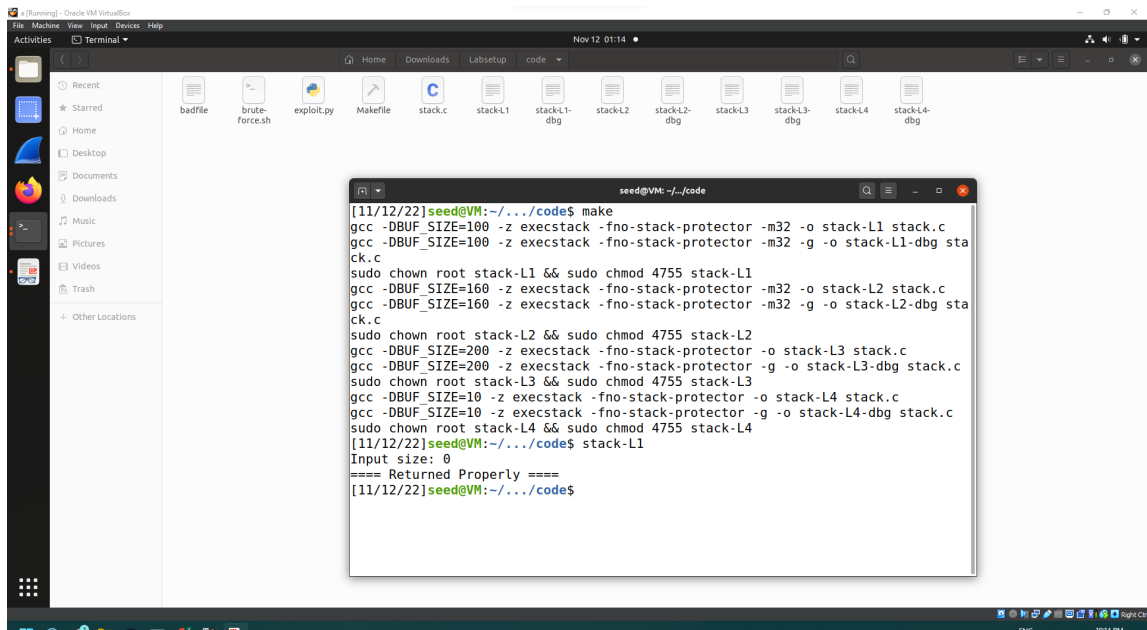 a [Running] - Oracle VM VirtualBox
File Machine View Input Devices Help
Activities Terminal Nov 12 01:14
Home Downloads Labsetup code
Recent
Starred
Home
Desktop
Documents
Downloads
Music
Pictures
Videos
Trash
+ Other Locations
badfile brute-force.sh exploit.py Makefile stack.c stack-L1 stack-L1-dbg stack-L2 stack-L2-dbg stack-L3 stack-L3-dbg stack-L4 stack-L4-dbg
seed@VM: ~/.../code
[11/12/22]seed@VM:~/.../code$ make
gcc -DBUF_SIZE=100 -z execstack -fno-stack-protector -m32 -o stack-L1 stack.c
gcc -DBUF_SIZE=100 -z execstack -fno-stack-protector -m32 -g -o stack-L1-dbg sta
ck.c
sudo chown root stack-L1 && sudo chmod 4755 stack-L1
gcc -DBUF_SIZE=160 -z execstack -fno-stack-protector -m32 -o stack-L2 stack.c
gcc -DBUF_SIZE=160 -z execstack -fno-stack-protector -m32 -g -o stack-L2-dbg sta
ck.c
sudo chown root stack-L2 && sudo chmod 4755 stack-L2
gcc -DBUF_SIZE=200 -z execstack -fno-stack-protector -o stack-L3 stack.c
gcc -DBUF_SIZE=200 -z execstack -fno-stack-protector -g -o stack-L3-dbg stack.c
sudo chown root stack-L3 && sudo chmod 4755 stack-L3
gcc -DBUF_SIZE=10 -z execstack -fno-stack-protector -o stack-L4 stack.c
gcc -DBUF_SIZE=10 -z execstack -fno-stack-protector -g -o stack-L4-dbg stack.c
sudo chown root stack-L4 && sudo chmod 4755 stack-L4
[11/12/22]seed@VM:~/.../code$ stack-L1
Input size: 0
==== Returned Properly ====
[11/12/22]seed@VM:~/.../code$
Right Ctrl